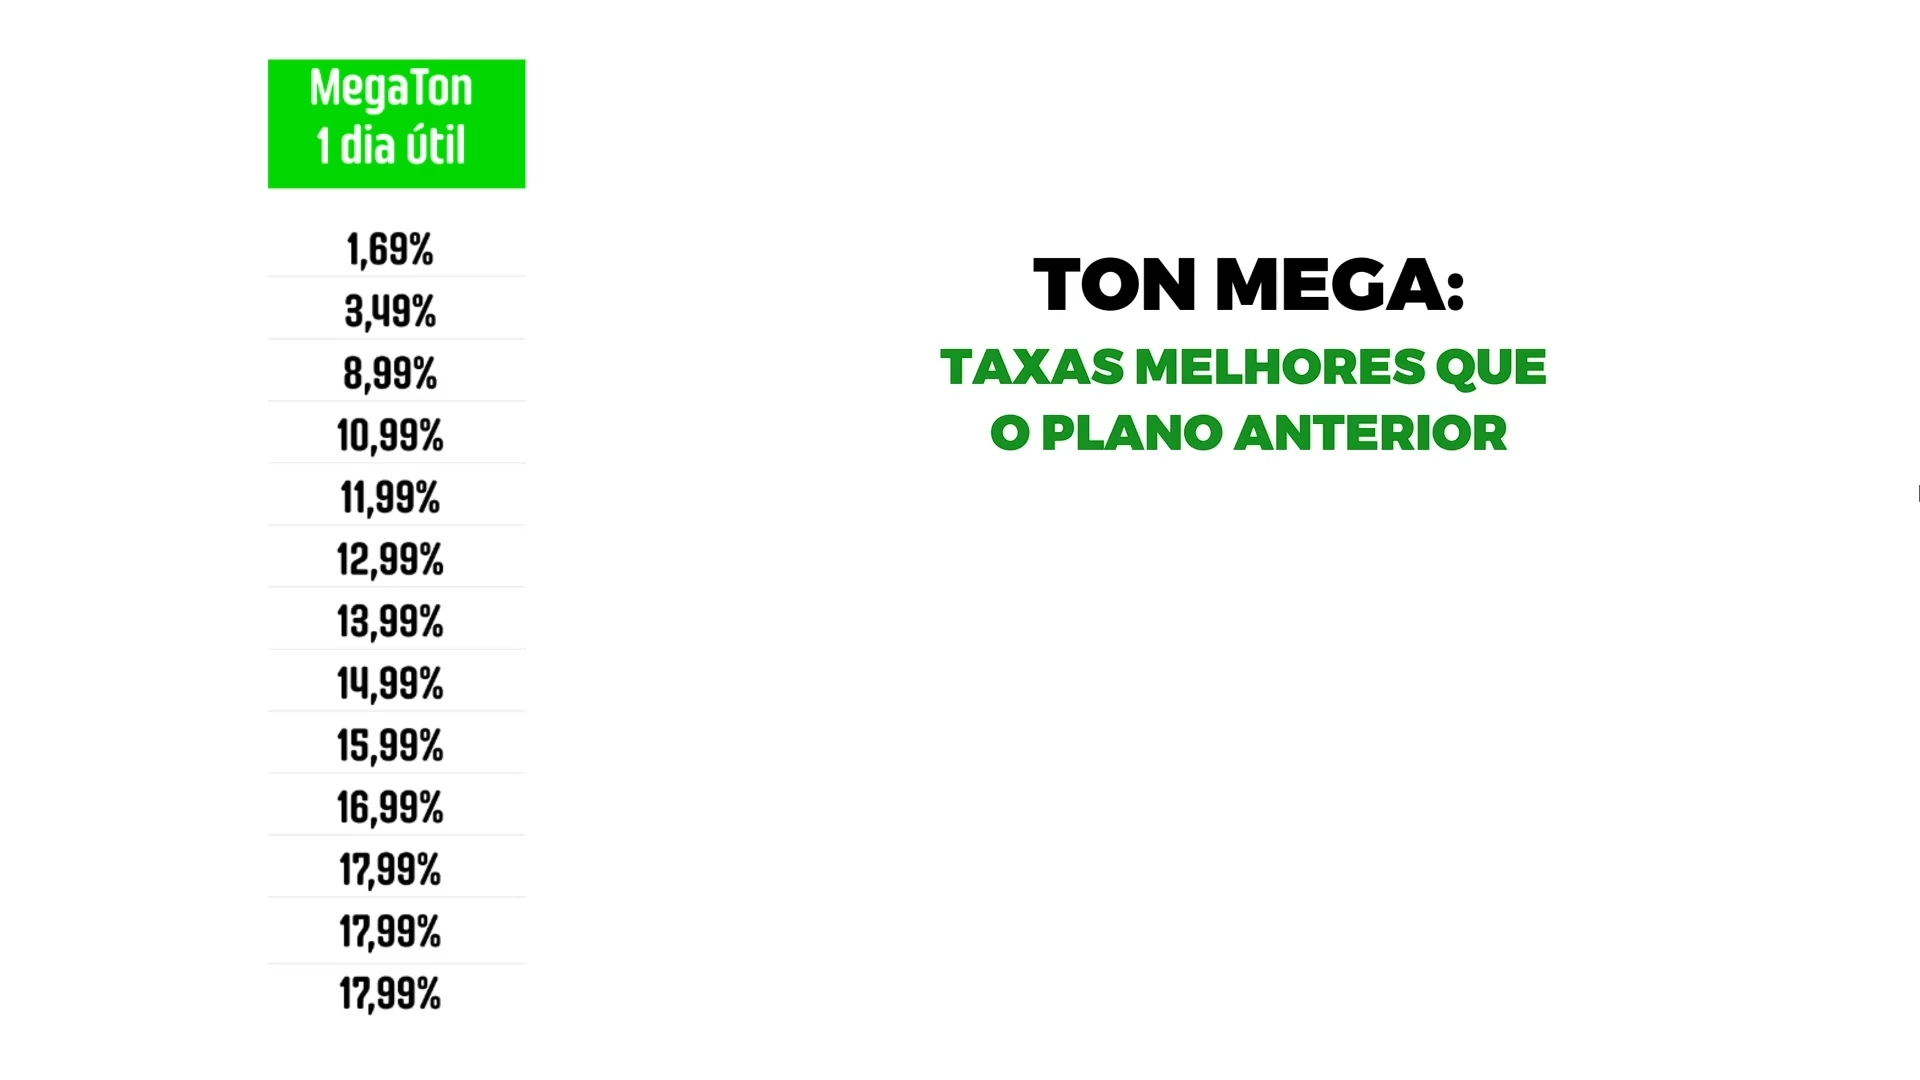 MegaTon
1 dia útil
1,69%
3,49%
8,99%
10,99%
11,99%
12,99%
13,99%
14,99%
15,99%
16,99%
17,99%
17,99%
17,99%
TON MEGA:
TAXAS MELHORES QUE
O PLANO ANTERIOR